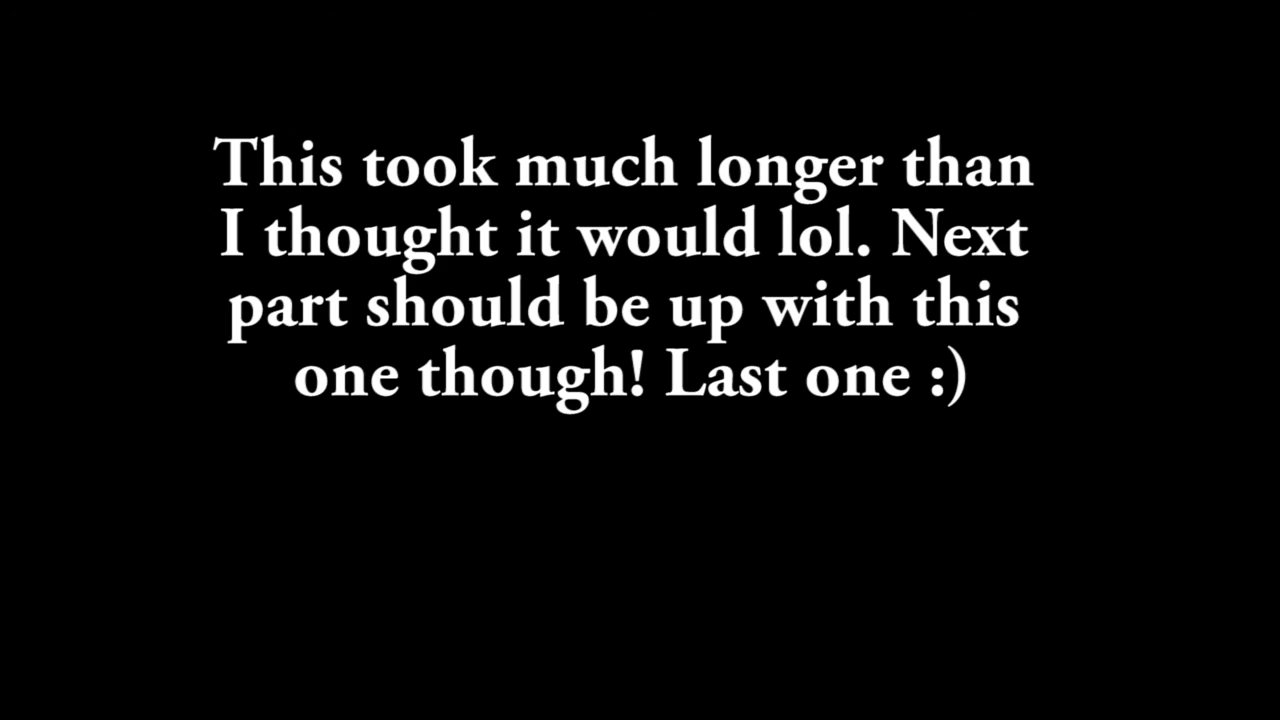 This took much longer than
I thought it would lol. Next
part should be up with this
one though! Last one :)